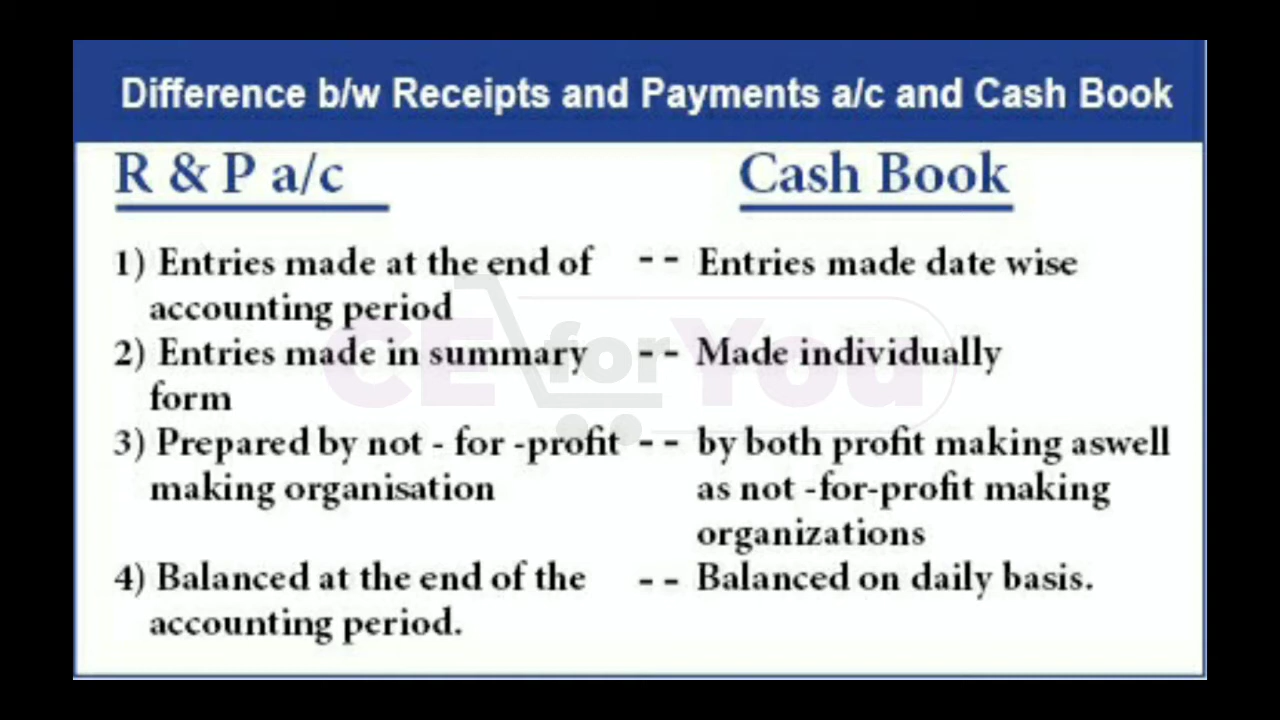 Difference b/w Receipts and Payments a/c and Cash Book
R & P a/c
Cash Book
1) Entries made at the end of accounting period
-- Entries made date wise
2) Entries made in summary form
-- Made individually
3) Prepared by not - for -profit making organisation
-- by both profit making aswell as not -for-profit making organizations
4) Balanced at the end of the accounting period.
-- Balanced on daily basis.
CE for You